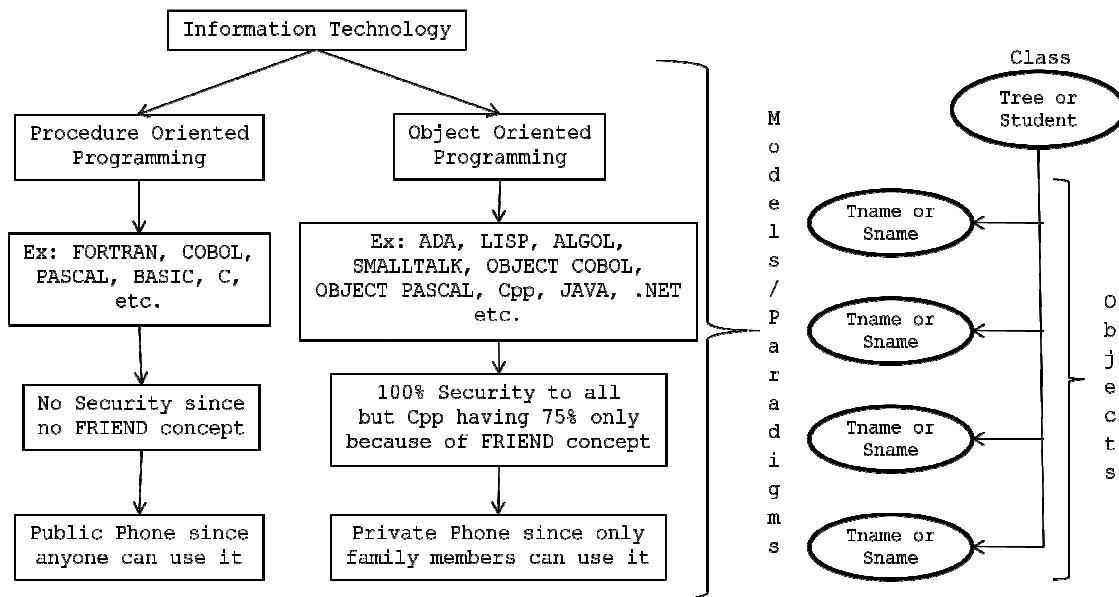 Information Technology
Procedure Oriented
Programming
Ex: FORTRAN, COBOL,
PASCAL, BASIC, C,
etc.
No Security since
no FRIEND concept
Public Phone since
anyone can use it
Object Oriented
Programming
Ex: ADA, LISP, ALGOL,
SMALLTALK, OBJECT COBOL,
OBJECT PASCAL, Cpp, JAVA, .NET
etc.
100% Security to all
but Cpp having 75% only
because of FRIEND concept
Private Phone since only
family members can use it
Models/Paradigms
Class
Tree or
Student
Tname or
Sname
Tname or
Sname
Tname or
Sname
Tname or
Sname
Objects